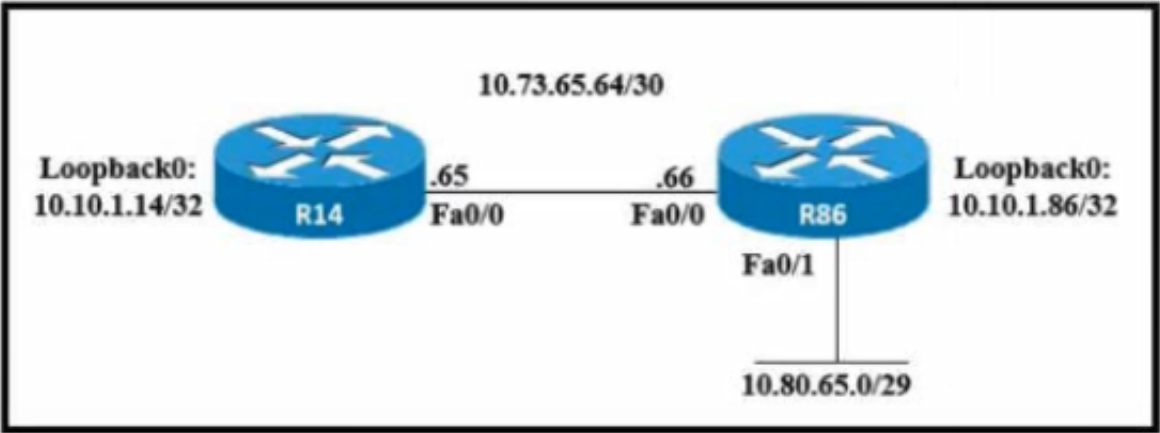 10.73.65.64/30
Loopback0:
10.10.1.14/32
R14
.65
Fa0/0
.66
Fa0/0
R86
Loopback0:
10.10.1.86/32
Fa0/1
10.80.65.0/29